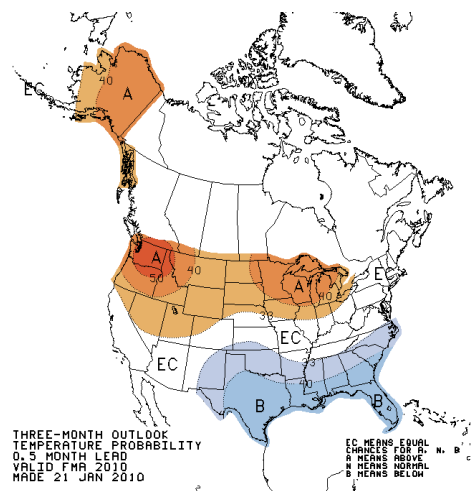 EC
40
A
A
50
40
A
40
EC
33
EC
EC
33
40
B
B
THREE-MONTH OUTLOOK
TEMPERATURE PROBABILITY
0.5 MONTH LEAD
VALID FMA 2010
MADE 21 JAN 2010
EC MEANS EQUAL
CHANCES FOR A, N, B
A MEANS ABOVE
N MEANS NORMAL
B MEANS BELOW